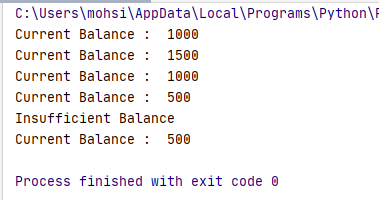 C:\Users\mohsi\AppData\Local\Programs\Python\
Current Balance :  1000
Current Balance :  1500
Current Balance :  1000
Current Balance :  500
Insufficient Balance
Current Balance :  500
Process finished with exit code 0